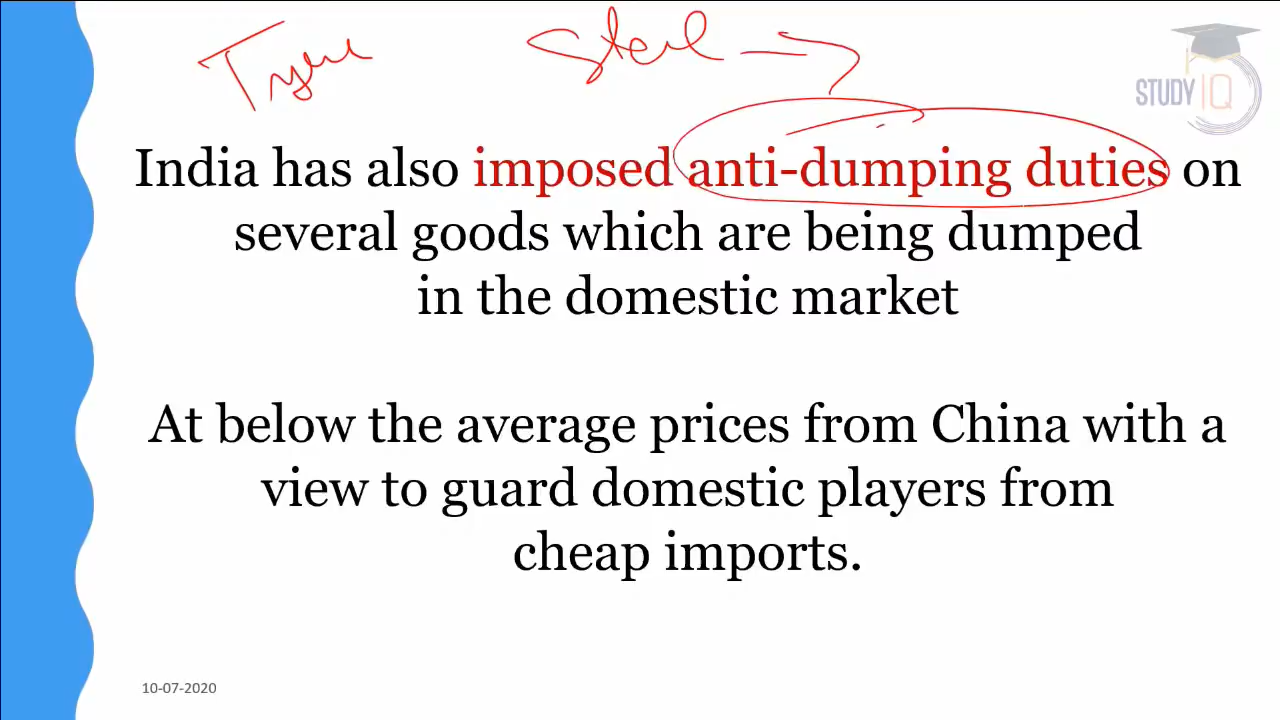 Tyre Steel
STUDY IQ
India has also imposed anti-dumping duties on
several goods which are being dumped
in the domestic market
At below the average prices from China with a
view to guard domestic players from
cheap imports.
10-07-2020